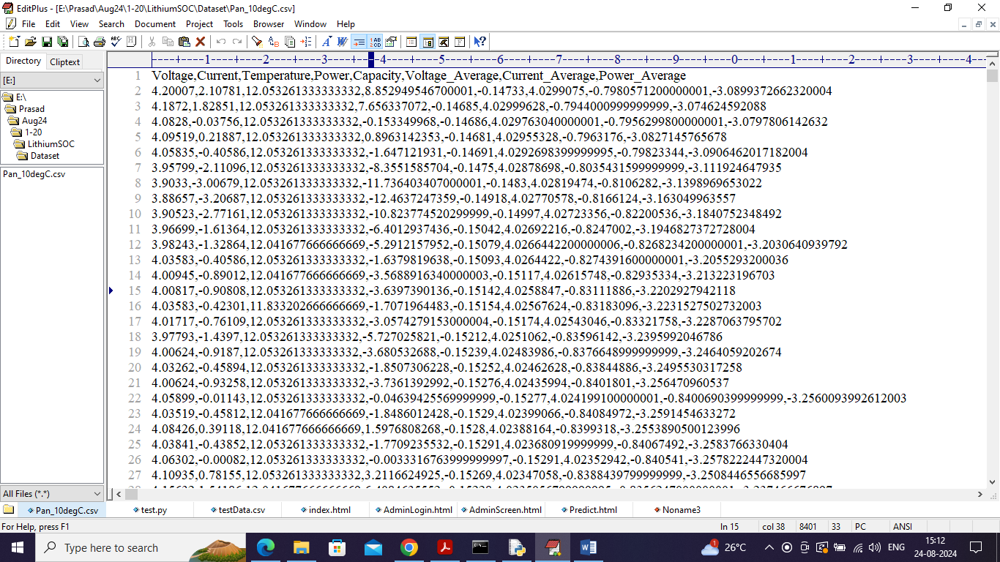 EditPlus - [E:\Prasad\Aug24\1-20\LithiumSOC\Dataset\Pan_10degC.csv]
File Edit View Search Document Project Tools Browser Window Help
Directory Cliptext
[E:]
E:\
Prasad
Aug24
1-20
LithiumSOC
Dataset
Pan_10degC.csv
All Files (*.*)
----+----1----+----2----+----3----+----4----+----5----+----6----+----7----+----8----+----9----+----0----+----1----+----2----+----3----+----4--
1 Voltage,Current,Temperature,Power,Capacity,Voltage_Average,Current_Average,Power_Average
2 4.20007,2.10781,12.053261333333332,8.852949546700001,-0.14733,4.0299075,-0.7980571200000001,-3.0899372662320004
3 4.1872,1.82851,12.053261333333332,7.656337072,-0.14685,4.02999628,-0.7944000999999999,-3.074624592088
4 4.0828,-0.03756,12.053261333333332,-0.153349968,-0.14686,4.029763040000001,-0.7956299800000001,-3.0797806142632
5 4.09519,0.21887,12.053261333333332,0.8963142353,-0.14681,4.02955328,-0.7963176,-3.0827145765678
6 4.05835,-0.40586,12.053261333333332,-1.647121931,-0.14691,4.0292698399999995,-0.79823344,-3.0906462017182004
7 3.95799,-2.11096,12.053261333333332,-8.3551585704,-0.1475,4.02878698,-0.8035431599999999,-3.111924647935
8 3.9033,-3.00679,12.053261333333332,-11.736403407000001,-0.1483,4.02819474,-0.8106282,-3.1398969653022
9 3.88657,-3.20687,12.053261333333332,-12.4637247359,-0.14918,4.02770578,-0.8166124,-3.163049963557
10 3.90523,-2.77161,12.053261333333332,-10.823774520299999,-0.14997,4.02723356,-0.82200536,-3.1840752348492
11 3.96699,-1.61364,12.053261333333332,-6.4012937436,-0.15042,4.02692216,-0.8247002,-3.1946827372728004
12 3.98243,-1.32864,12.041677666666669,-5.2912157952,-0.15079,4.0266442200000006,-0.8268234200000001,-3.2030640939792
13 4.03583,-0.40586,12.053261333333332,-1.6379819638,-0.15093,4.0264422,-0.8274391600000001,-3.2055293200036
14 4.00945,-0.89012,12.041677666666669,-3.5688916340000003,-0.15117,4.02615748,-0.82935334,-3.213223196703
15 4.00817,-0.90808,12.053261333333332,-3.6397390136,-0.15142,4.0258847,-0.83111886,-3.2202927942118
16 4.03583,-0.42301,11.833202666666669,-1.7071964483,-0.15154,4.02567624,-0.83183096,-3.2231527502732003
17 4.01717,-0.76109,12.053261333333332,-3.0574279153000004,-0.15174,4.02543046,-0.83321758,-3.2287063795702
18 3.97793,-1.4397,12.053261333333332,-5.727025821,-0.15212,4.0251062,-0.83596142,-3.2395992046786
19 4.00624,-0.9187,12.053261333333332,-3.680532688,-0.15239,4.02483986,-0.8376648999999999,-3.2464059202674
20 4.03262,-0.45894,12.053261333333332,-1.8507306228,-0.15252,4.02462628,-0.83844886,-3.2495530317258
21 4.00624,-0.93258,12.053261333333332,-3.7361392992,-0.15276,4.02435994,-0.8401801,-3.256470960537
22 4.05899,-0.01143,12.053261333333332,-0.04639425569999999,-0.15277,4.024199100000001,-0.8400690399999999,-3.2560093992612003
23 4.03519,-0.45812,12.041677666666669,-1.8486012428,-0.1529,4.02399066,-0.84084972,-3.2591454633272
24 4.08426,0.39118,12.041677666666669,1.5976808268,-0.1528,4.02388164,-0.8399318,-3.2553890500123996
25 4.03841,-0.43852,12.053261333333332,-1.7709235532,-0.15291,4.023680919999999,-0.84067492,-3.2583766330404
26 4.06302,-0.00082,12.053261333333332,-0.0033316763999999997,-0.15291,4.02352942,-0.840541,-3.2578222447320004
27 4.10935,0.78155,12.053261333333332,3.2116624925,-0.15269,4.02347058,-0.8388439799999999,-3.2508446556685997
Pan_10degC.csv test.py testData.csv index.html AdminLogin.html AdminScreen.html Predict.html Noname3
For Help, press F1 ln 15 col 38 8401 33 PC ANSI
Type here to search 1 26°C ENG 15:12
24-08-2024